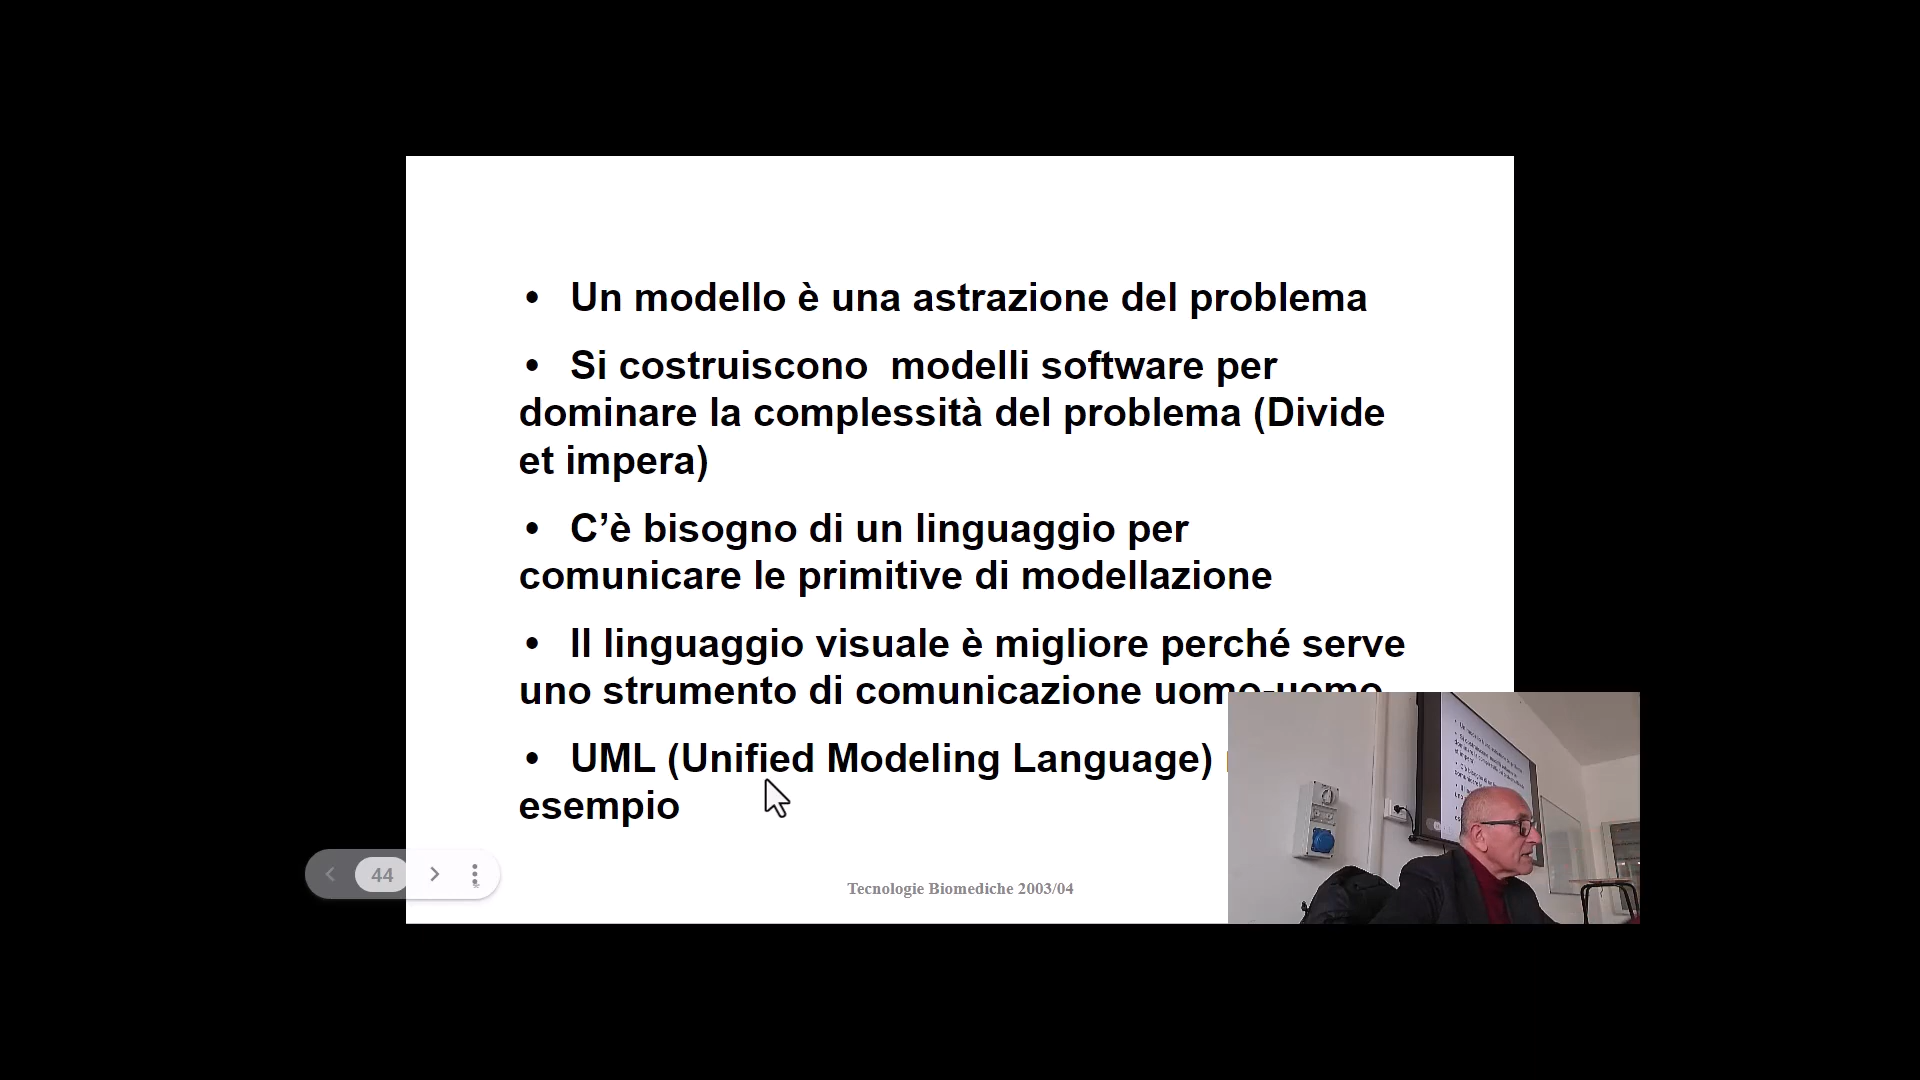 • Un modello è una astrazione del problema
• Si costruiscono modelli software per
dominare la complessità del problema (Divide
et impera)
• C’è bisogno di un linguaggio per
comunicare le primitive di modellazione
• Il linguaggio visuale è migliore perché serve
uno strumento di comunicazione uomo-uomo
• UML (Unified Modeling Language)
esempio
44
Tecnologie Biomediche 2003/04